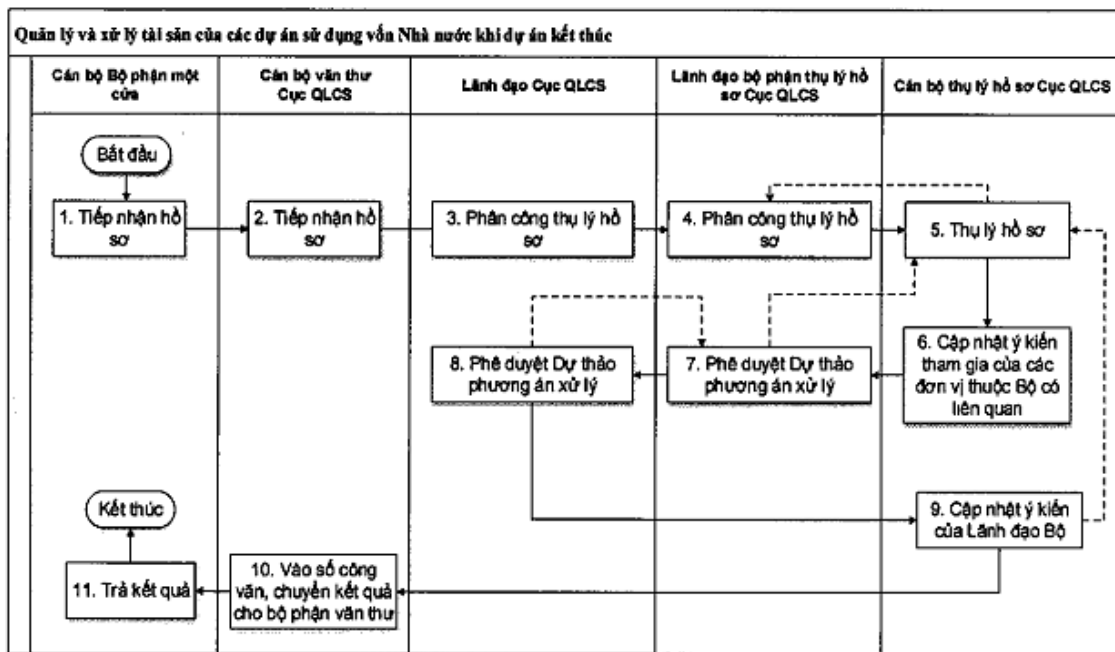 Quản lý và xử lý tài sản của các dự án sử dụng vốn Nhà nước khi dự án kết thúc
Cán bộ Bộ phận một
cửa
Cán bộ văn thư
Cục QLCS
Lãnh đạo Cục QLCS
Lãnh đạo bộ phận thụ lý hồ
sơ Cục QLCS
Cán bộ thụ lý hồ sơ Cục QLCS
Bắt đầu
1. Tiếp nhận hồ
sơ
2. Tiếp nhận hồ
sơ
3. Phân công thụ lý hồ
sơ
4. Phân công thụ lý hồ
sơ
5. Thụ lý hồ sơ
8. Phê duyệt Dự thảo
phương án xử lý
7. Phê duyệt Dự thảo
phương án xử lý
6. Cập nhật ý kiến
tham gia của các
đơn vị thuộc Bộ có
liên quan
Kết thúc
9. Cập nhật ý kiến
của Lãnh đạo Bộ
11. Trả kết quả
10. Vào số công
văn, chuyển kết quả
cho bộ phận văn thư